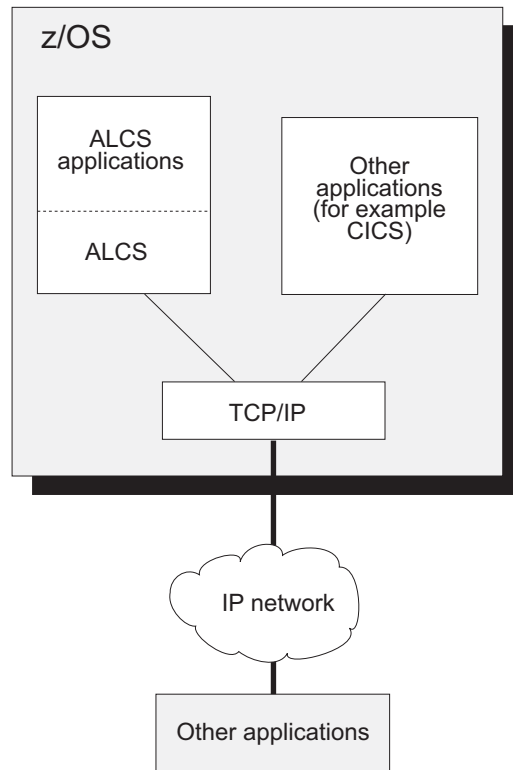 z/OS
ALCS
applications
ALCS
Other
applications
(for example
CICS)
TCP/IP
IP network
Other applications